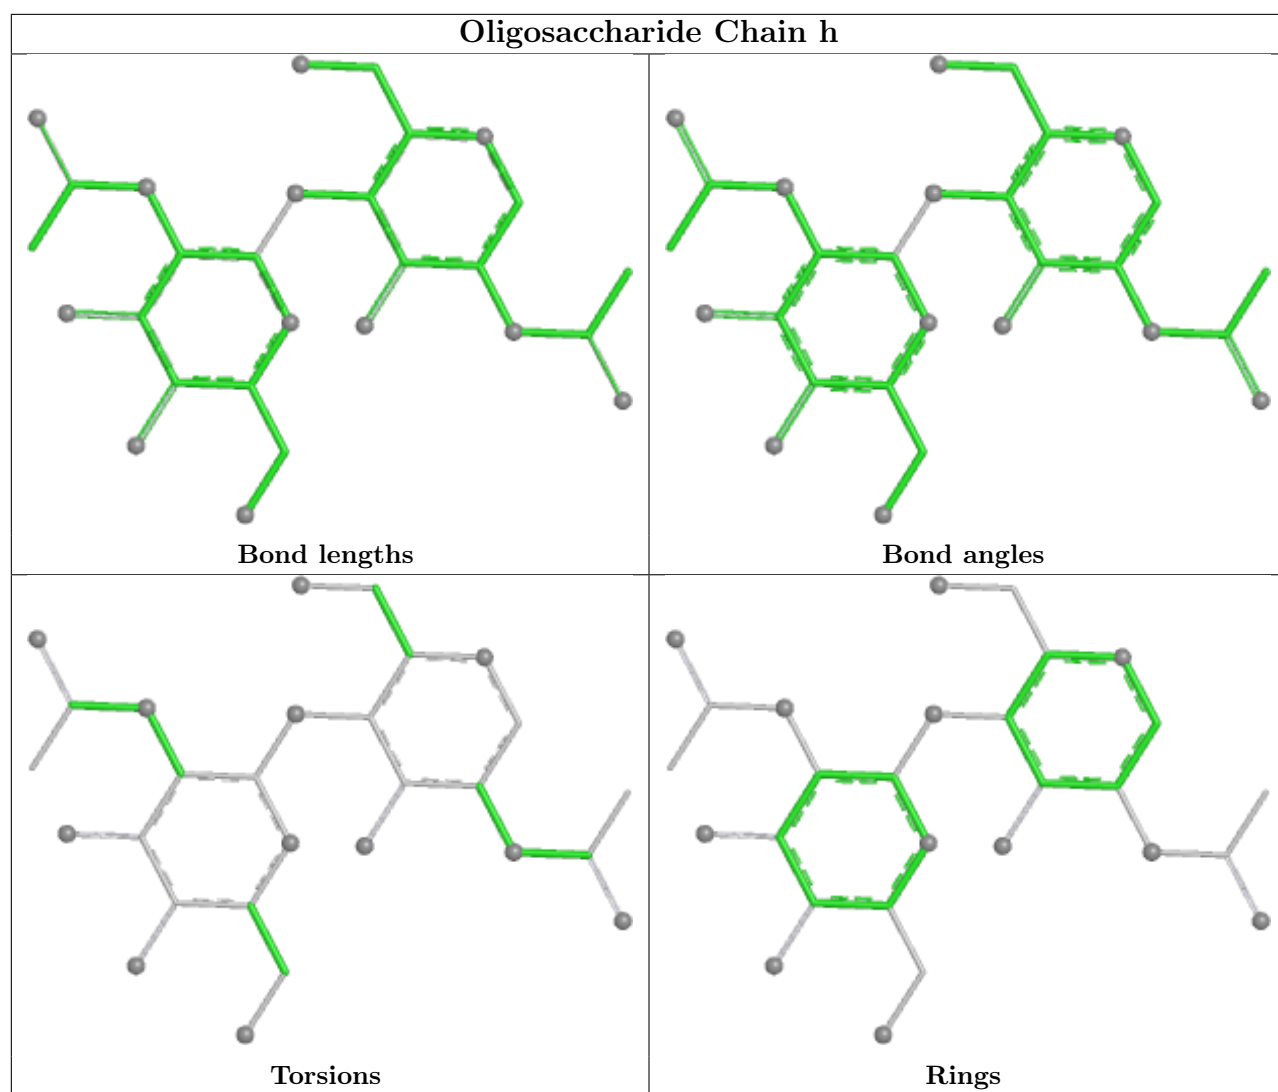 Oligosaccharide Chain h
Bond lengths
Bond angles
Torsions
Rings